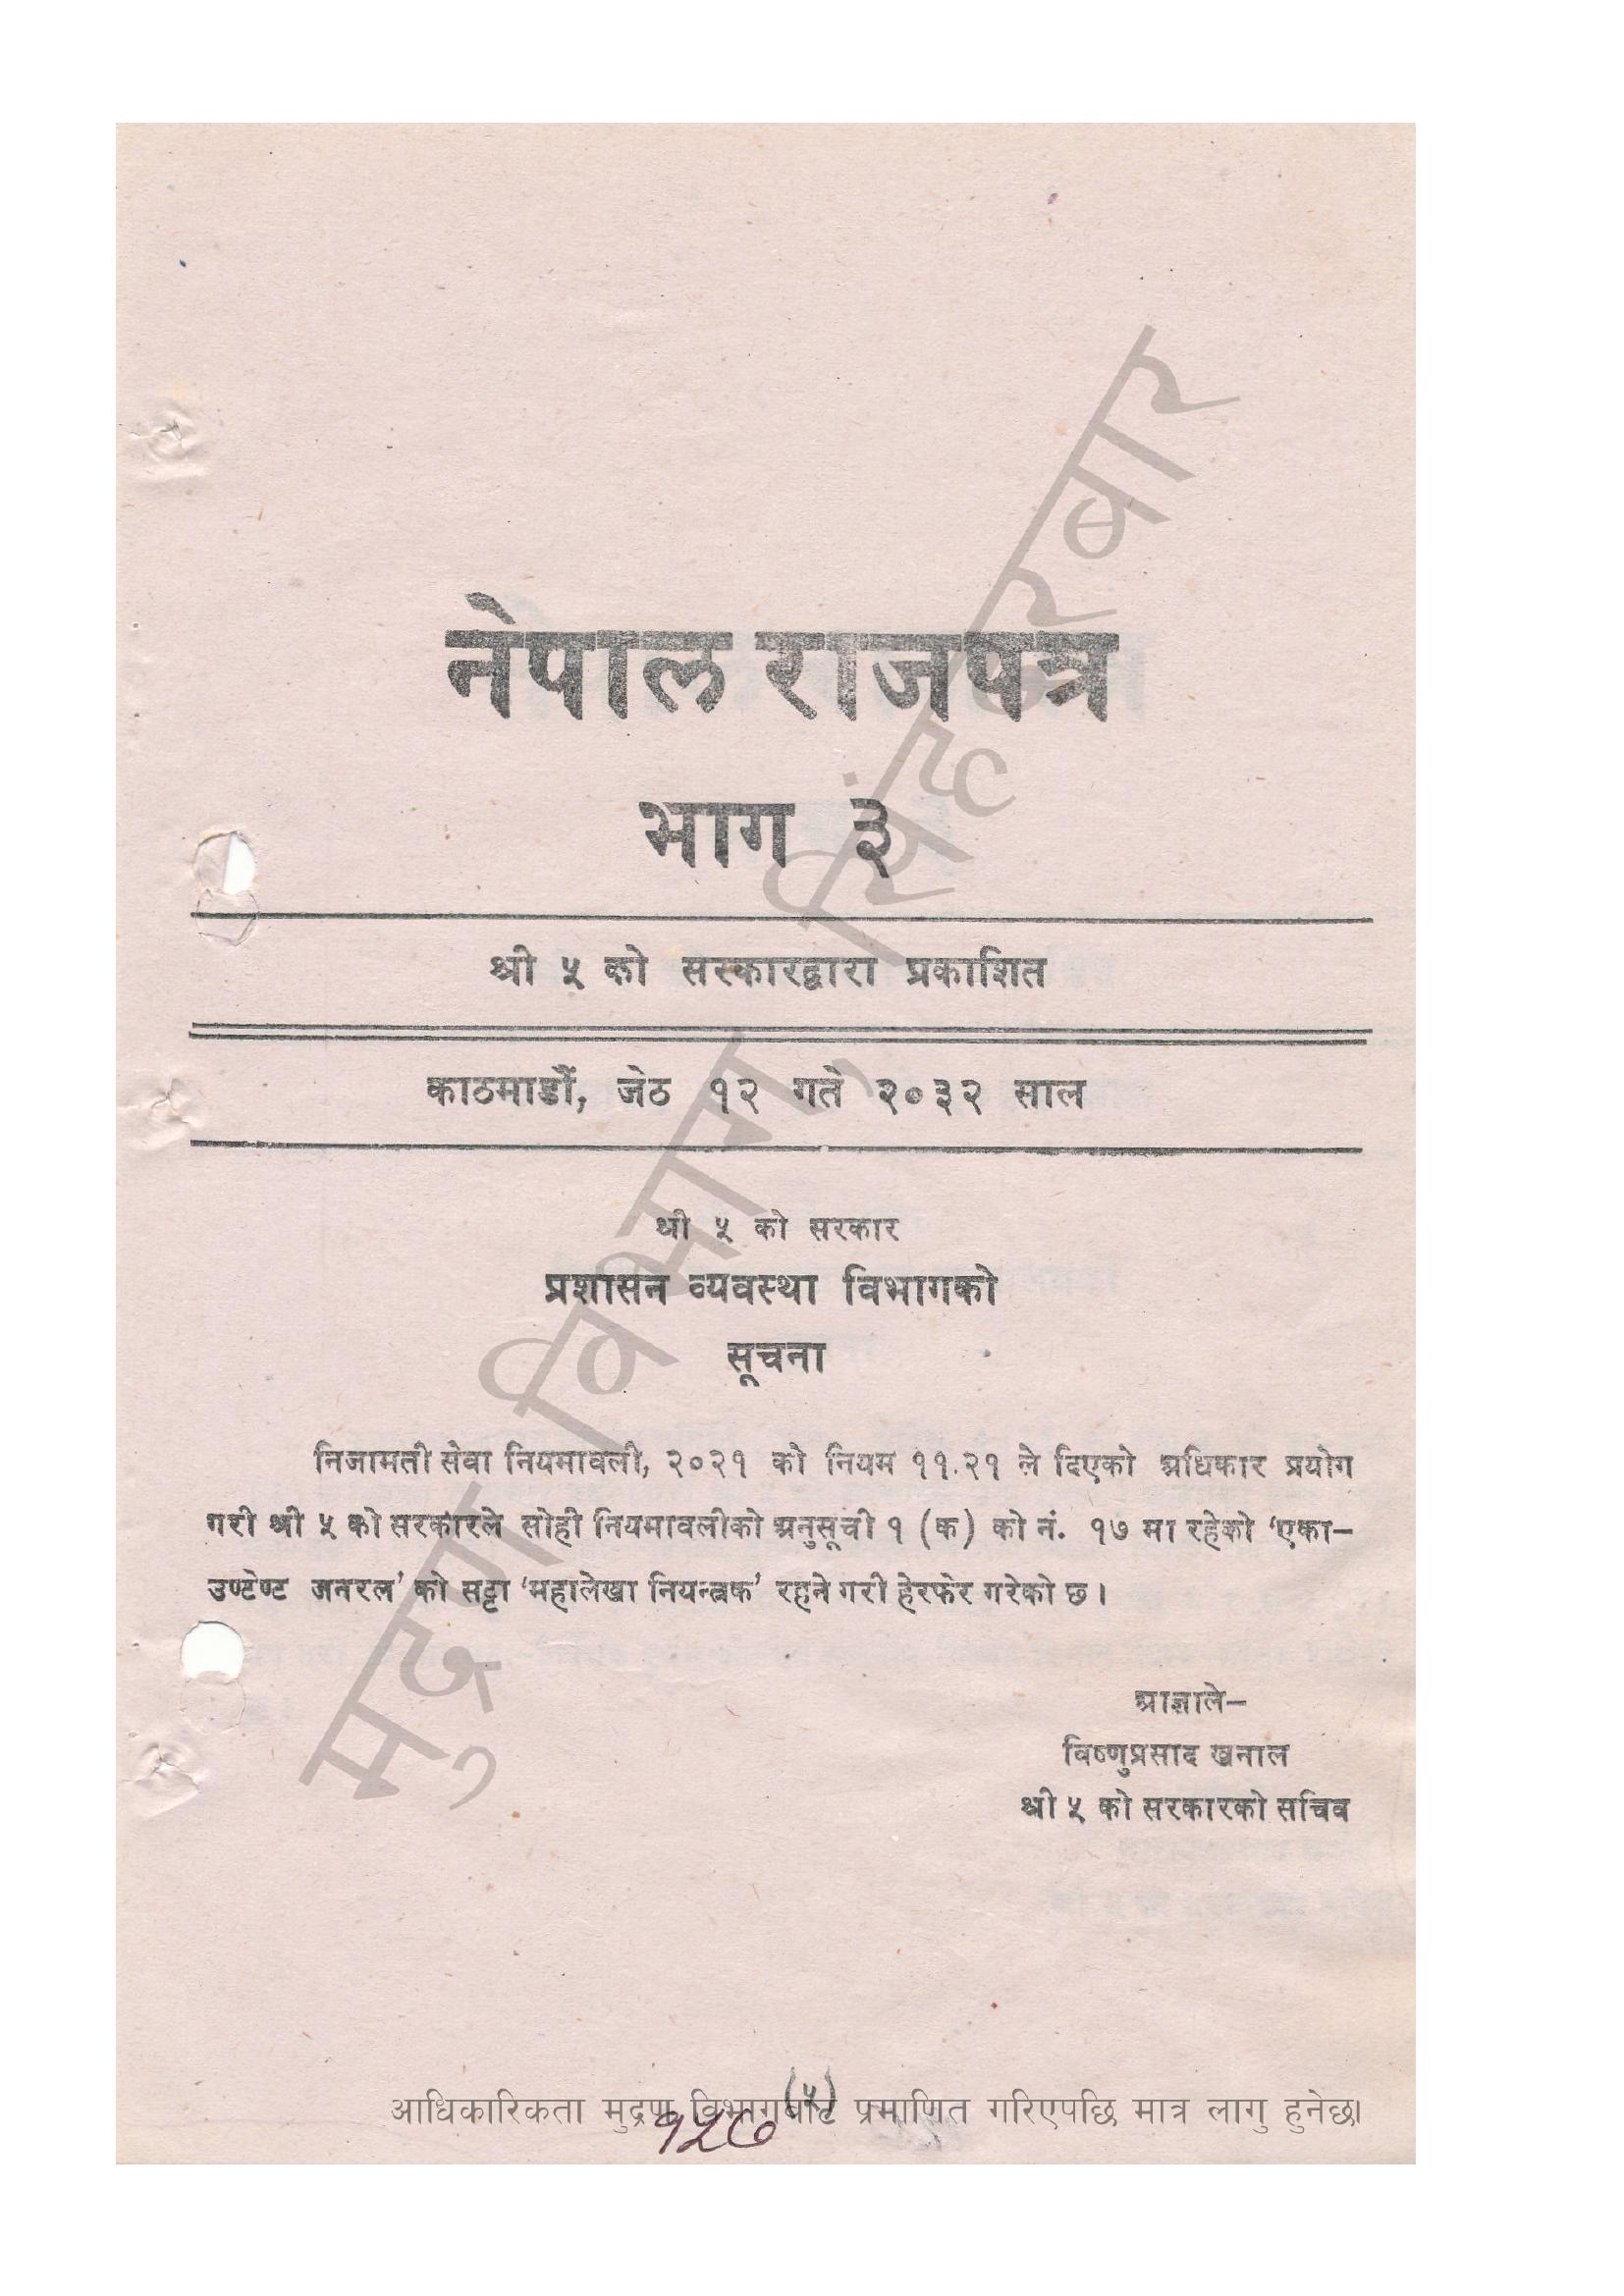 नेपाल राजपत्र
भाग ३
श्री ५ को सरकारद्वारा प्रकाशित
काठमाडौं, जेठ १२ गते २०३२ साल
श्री ५ को सरकार
प्रशासन व्यवस्था विभागको
सूचना
निजामती सेवा नियमावली, २०२१ को नियम ११.२१ ले दिएको अधिकार प्रयोग
गरी श्री ५ को सरकारले सोही नियमावलीको अनुसूची १ (क) को नं. १७ मा रहेको ‘एका–
उण्टेण्ट जनरल’ को सट्टा ‘महालेखा नियन्त्रक’ रहने गरी हेरफेर गरेको छ।
आज्ञाले–
विष्णुप्रसाद खनाल
श्री ५ को सरकारको सचिव
(५)
आधिकारिकता मुद्रण विभागबाट प्रमाणित गरिएपछि मात्र लागु हुनेछ।
१५७
मुद्रण विभाग, सिंहदरबार